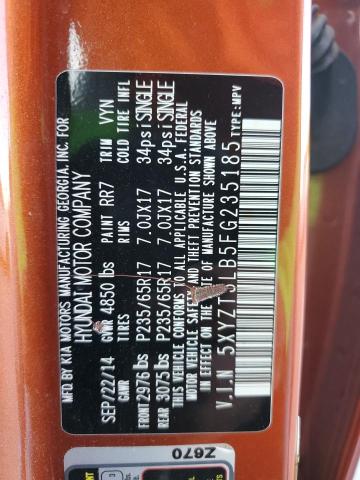 MFG.BY KIA MOTORS MANUFACTURING GEORGIA, INC. FOR
HYUNDAI MOTOR COMPANY
SEP/22/14 GVWR 4850 lbs PAINT RR7 TRIM VYN
GAWR TIRES RIMS COLD TIRE INFL
FRONT 2976 lbs P235/65R17 7.0JX17 34psi SINGLE
REAR 3075 lbs P235/65R17 7.0JX17 34psi SINGLE
THIS VEHICLE CONFORMS TO ALL APPLICABLE U.S.A. FEDERAL
MOTOR VEHICLE SAFETY AND THEFT PREVENTION STANDARDS
IN EFFECT ON THE DATE OF MANUFACTURE SHOWN ABOVE.
V.I.N 5XYZT LB5FG235185 TYPE:MPV
Z670